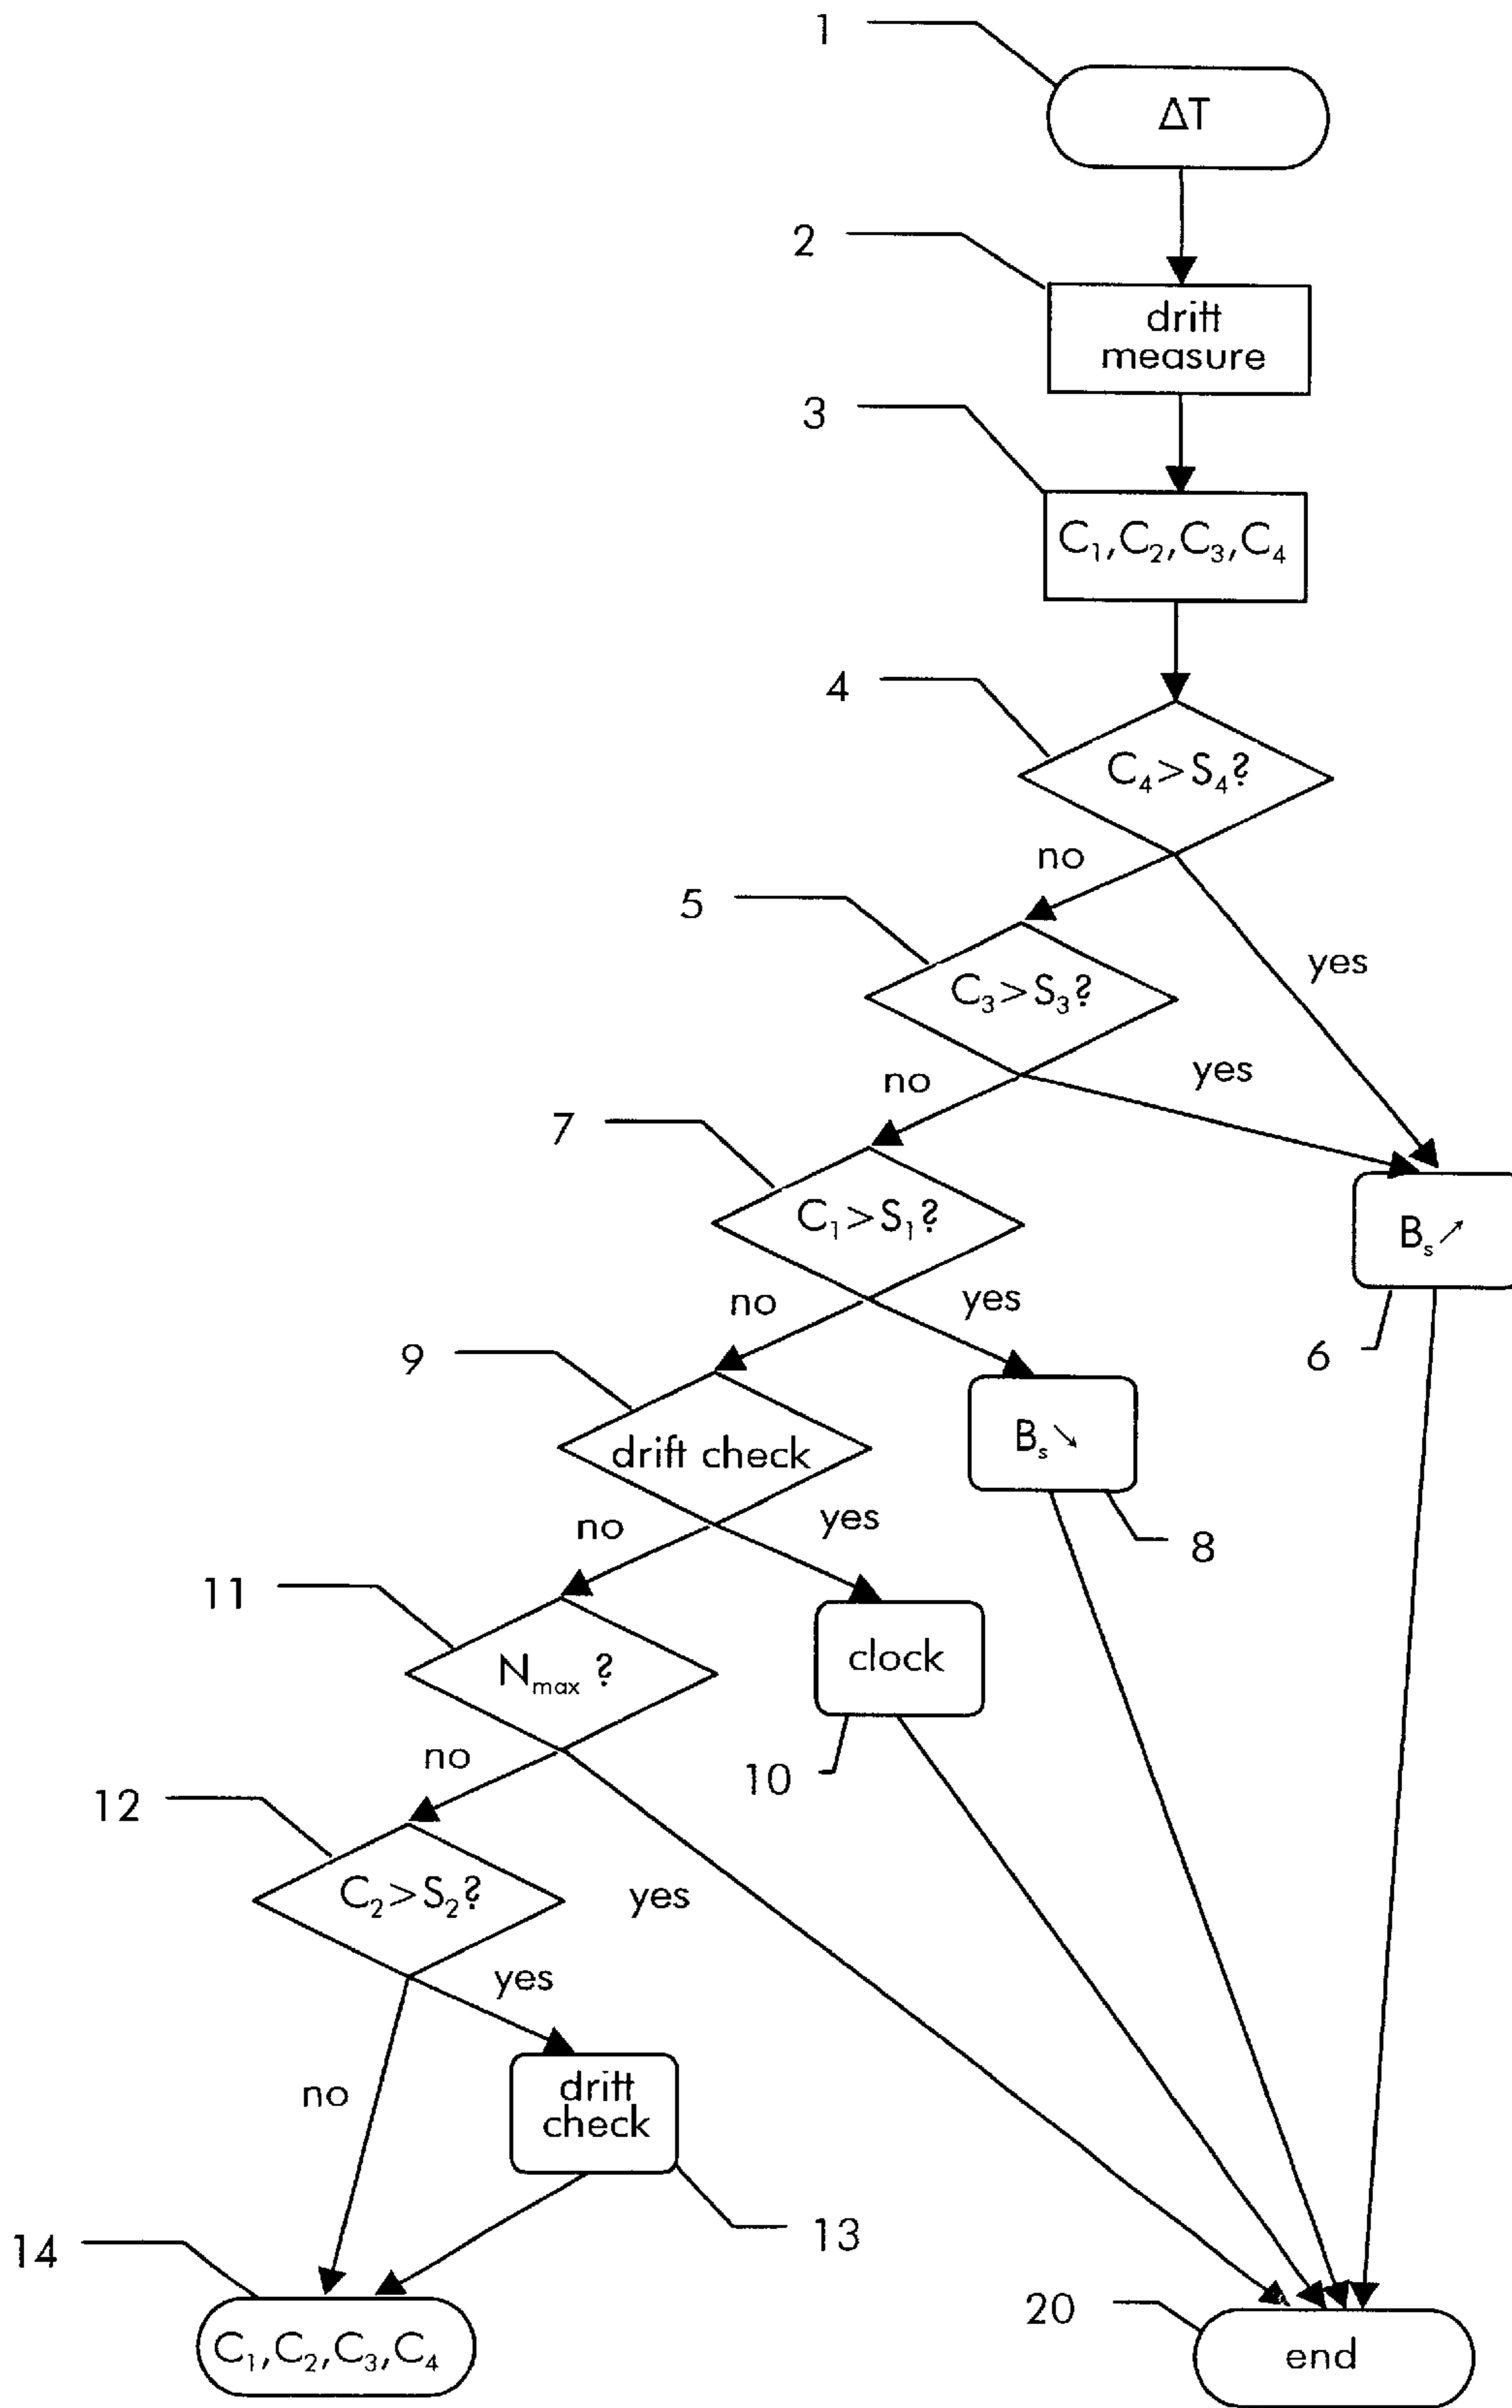 1
ΔT
2
drift
measure
3
C₁,C₂,C₃,C₄
4
C₄>S₄?
no
5
yes
C₃>S₃?
no
yes
7
C₁>S₁?
Bₛ↗
no
yes
6
9
drift check
Bₛ↘
no
yes
8
11
clock
Nₘₐₓ ?
no
10
12
C₂>S₂?
yes
yes
drift
check
no
13
14
20
C₁,C₂,C₃,C₄
end